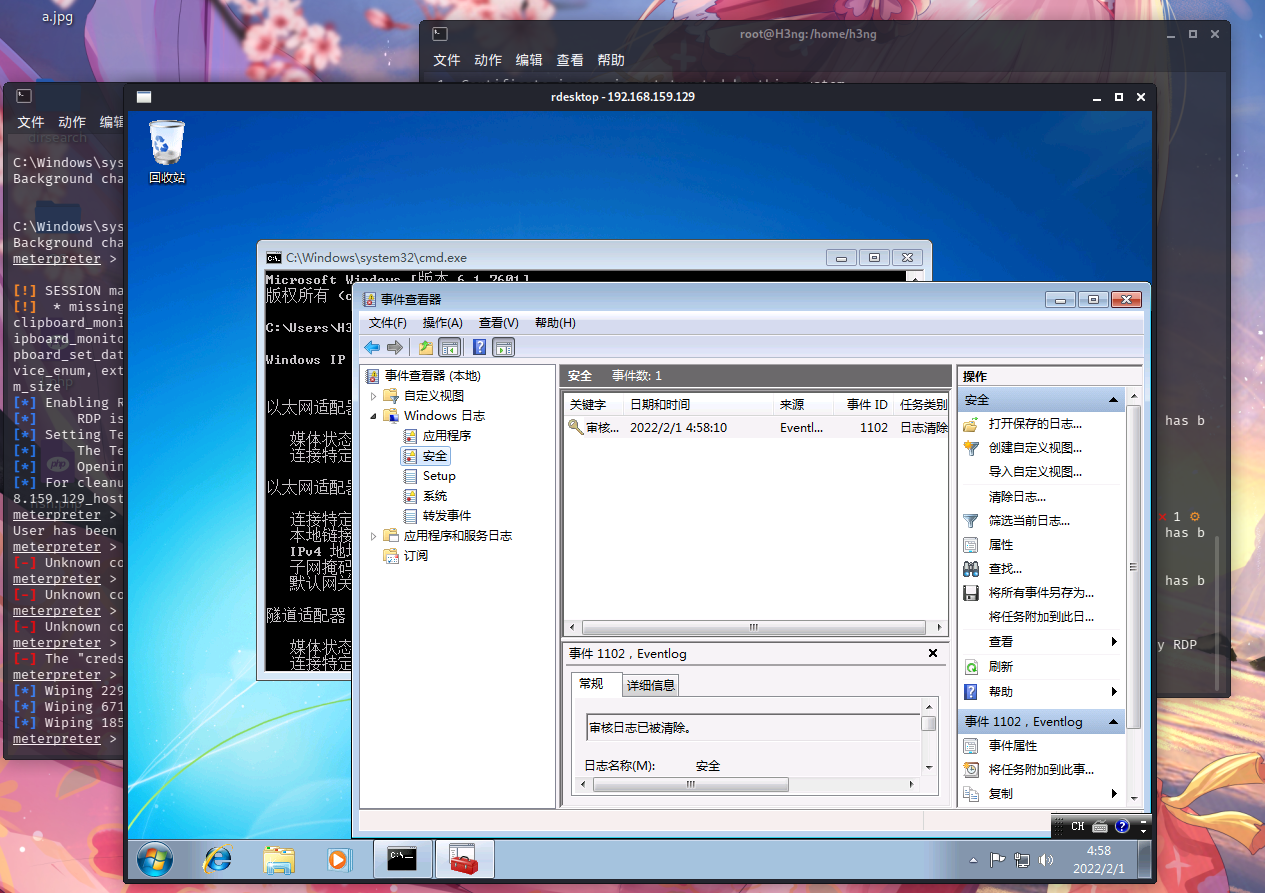 a.jpg
root@H3ng: /home/h3ng
文件 动作 编辑 查看 帮助
has b
1
has b
has b
y RDP
文件 动作 编辑
dirsearch
C:\Windows\sys
Background cha
C:\Windows\sys
Background cha
meterpreter >
[!] SESSION ma
[!] * missing
clipboard_moni
ipboard_monito
pboard_set_dat
vice_enum, ext
m_size
[*] Enabling R
[*] RDP is
[*] Setting Te
[*] The Te
[*] Openin
[*] For cleanu
8.159.129_host
meterpreter >
User has been
meterpreter >
[-] Unknown co
meterpreter >
[-] Unknown co
meterpreter >
[-] Unknown co
meterpreter >
[-] The "creds
meterpreter >
[*] Wiping 229
[*] Wiping 671
[*] Wiping 185
meterpreter >
rdesktop - 192.168.159.129
回收站
C:\Windows\system32\cmd.exe
Microsoft Windows [版本 6.1.7601]
版权所有 (c
C:\Users\H3
Windows IP
以太网适配器
媒体状态
连接特定
以太网适配器
连接特定
本地链接
IPv4 地址
子网掩码
默认网关
隧道适配器
媒体状态
连接特定
事件查看器
文件(F) 操作(A) 查看(V) 帮助(H)
事件查看器 (本地)
自定义视图
Windows 日志
应用程序
安全
Setup
系统
转发事件
应用程序和服务日志
订阅
安全 事件数: 1
关键字 日期和时间 来源 事件 ID 任务类别
审核... 2022/2/1 4:58:10 Eventl... 1102 日志清除
事件 1102，Eventlog
常规 详细信息
审核日志已被清除。
日志名称(M): 安全
操作
安全
打开保存的日志...
创建自定义视图...
导入自定义视图...
清除日志...
筛选当前日志...
属性
查找...
将所有事件另存为...
将任务附加到此日...
查看
刷新
帮助
事件 1102，Eventlog
事件属性
将任务附加到此事...
复制
CH
4:58
2022/2/1